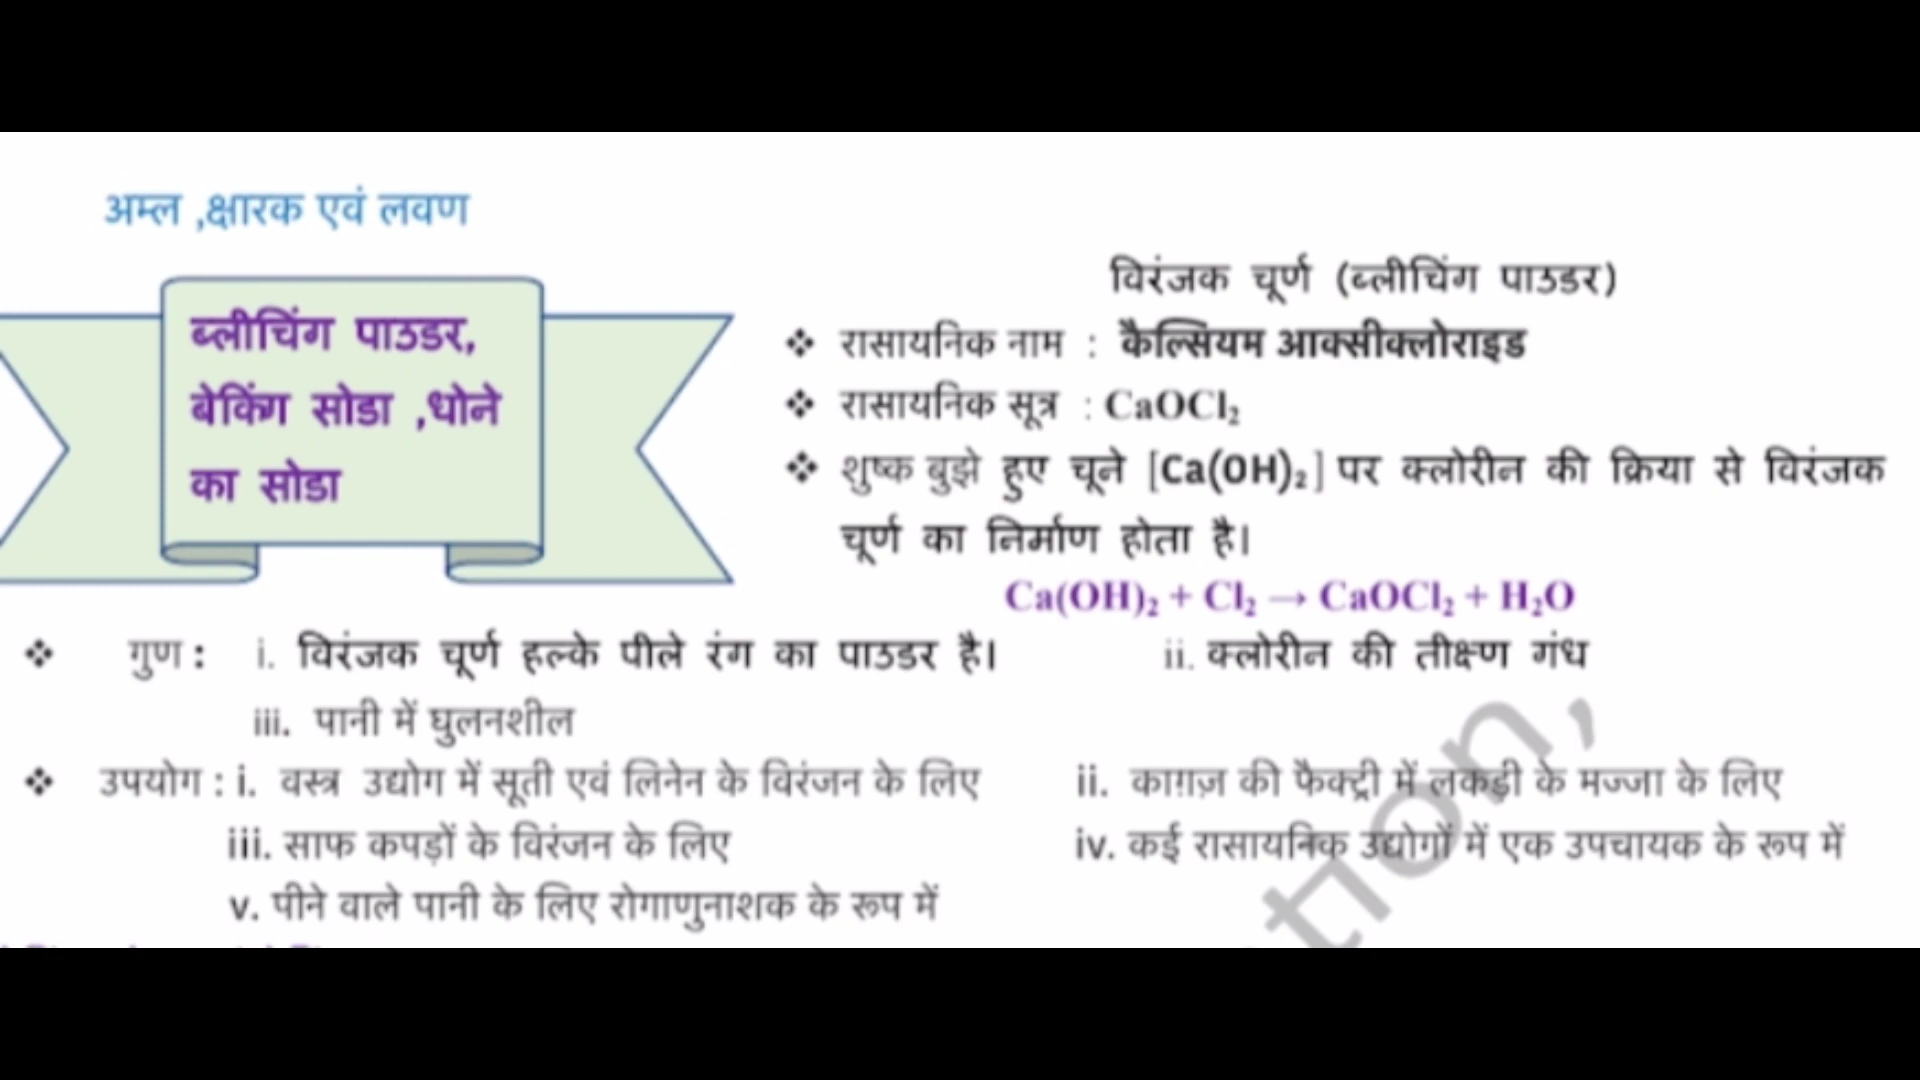 अम्ल ,क्षारक एवं लवण
ब्लीचिंग पाउडर,
बेकिंग सोडा ,धोने
का सोडा
विरंजक चूर्ण (ब्लीचिंग पाउडर)
❖ रासायनिक नाम : कैल्सियम आक्सीक्लोराइड
❖ रासायनिक सूत्र : CaOCl₂
❖ शुष्क बुझे हुए चूने [Ca(OH)₂] पर क्लोरीन की क्रिया से विरंजक
चूर्ण का निर्माण होता है।
Ca(OH)₂ + Cl₂ → CaOCl₂ + H₂O
❖ गुण : i. विरंजक चूर्ण हल्के पीले रंग का पाउडर है। ii. क्लोरीन की तीक्ष्ण गंध
iii. पानी में घुलनशील
❖ उपयोग : i. वस्त्र उद्योग में सूती एवं लिनेन के विरंजन के लिए ii. काग़ज़ की फैक्ट्री में लकड़ी के मज्जा के लिए
iii. साफ कपड़ों के विरंजन के लिए iv. कई रासायनिक उद्योगों में एक उपचायक के रूप में
v. पीने वाले पानी के लिए रोगाणुनाशक के रूप में
tion,